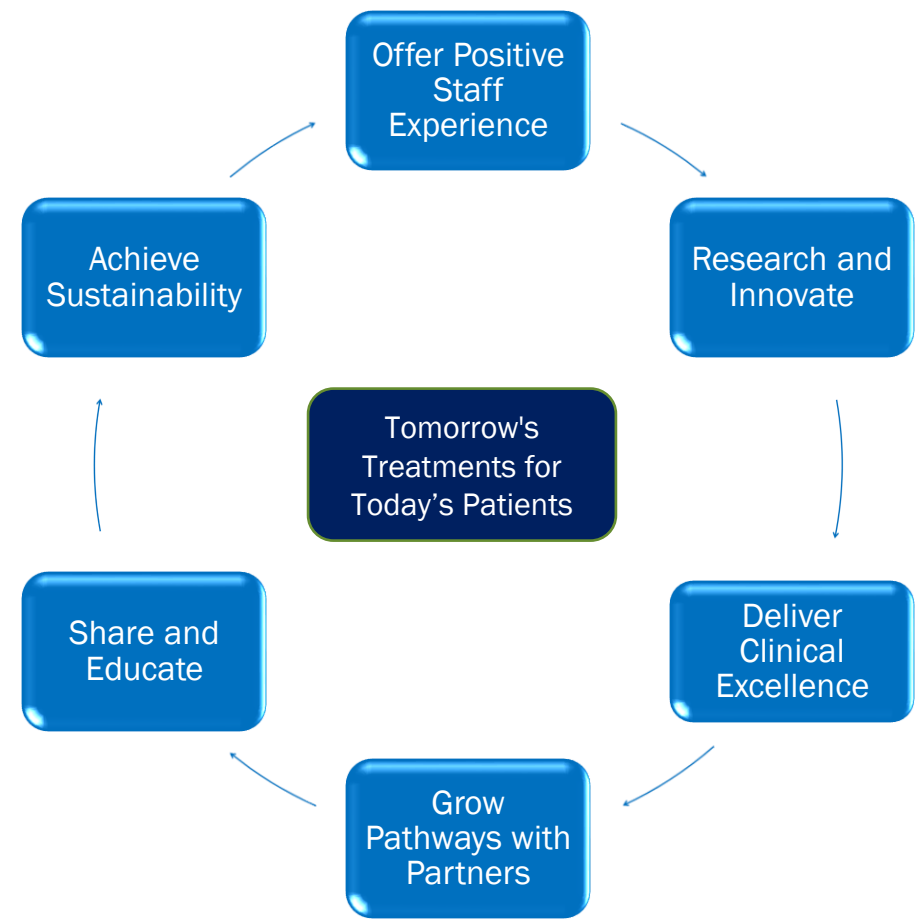 Offer Positive
Staff
Experience
Research and
Innovate
Deliver
Clinical
Excellence
Grow
Pathways with
Partners
Share and
Educate
Achieve
Sustainability
Tomorrow's
Treatments for
Today’s Patients